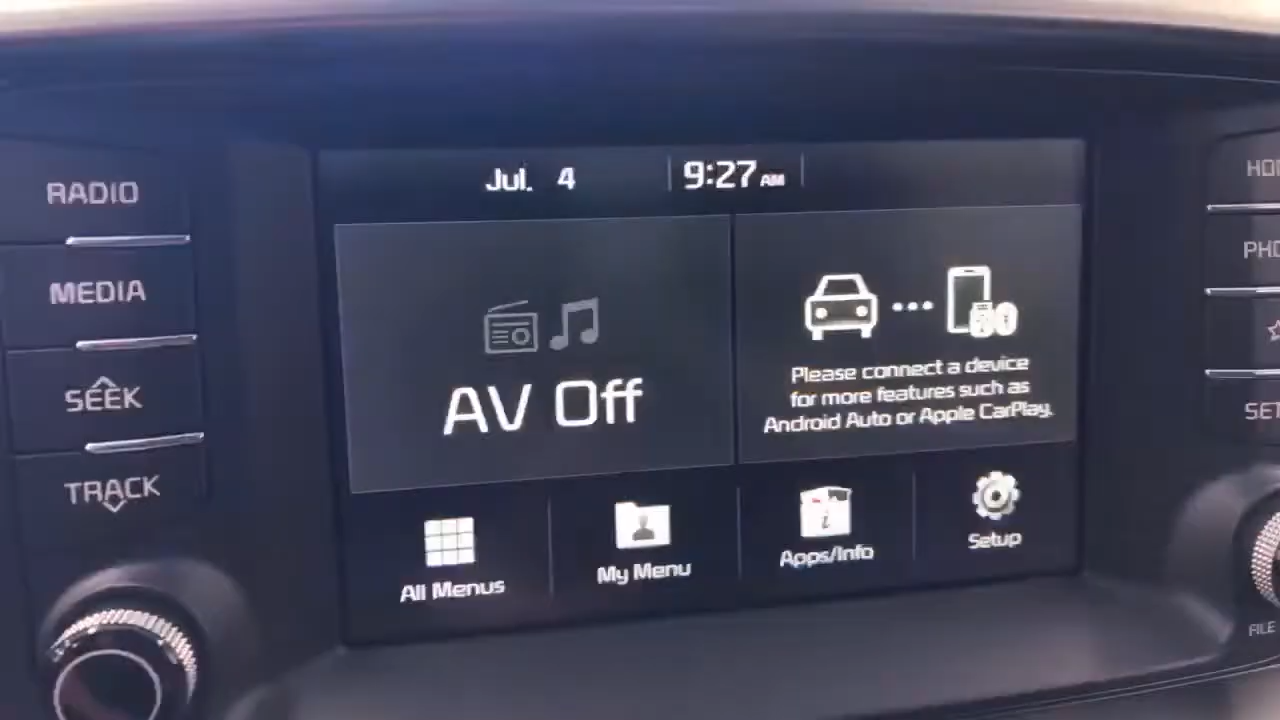 Jul. 4 9:27 AM
RADIO
MEDIA
SEEK
TRACK
AV Off
Please connect a device
for more features such as
Android Auto or Apple CarPlay.
All Menus
My Menu
Apps/Info
Setup
FILE